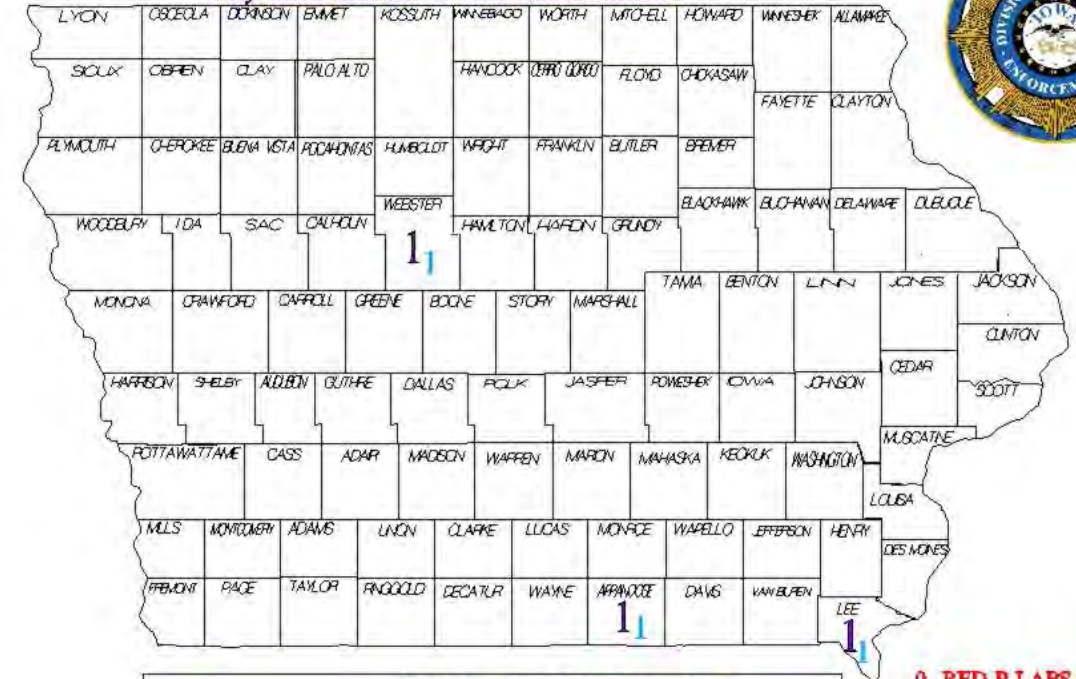 LYON OSCEOLA DICKINSON EMMET KOSSUTH WINNEBAGO WORTH MITCHELL HOWARD WINNESHEK ALLAMAKEE
SIOUX OBRIEN CLAY PALO ALTO HANCOCK CERRO GORDO FLOYD CHICKASAW
FAYETTE CLAYTON
PLYMOUTH CHEROKEE BUENA VISTA POCAHONTAS HUMBOLDT WRIGHT FRANKLIN BUTLER BREMER
WEBSTER BLACKHAWK BUCHANAN DELAWARE DUBUQUE
WOODBURY IDA SAC CALHOUN HAMILTON HARDIN GRUNDY
1 1
TAMA BENTON LINN JONES JACKSON
MONONA CRAWFORD CARROLL GREENE BOONE STORY MARSHALL
CLINTON
CEDAR
HARRISON SHELBY AUDUBON GUTHRIE DALLAS POLK JASPER POWESHIEK IOWA JOHNSON SCOTT
MUSCATINE
POTTAWATTAME CASS ADAIR MADISON WARREN MARION MAHASKA KEOKUK WASHINGTON
LOUISA
MILLS MONTGOMERY ADAMS UNION CLARKE LUCAS MONROE WAPELLO JEFFERSON HENRY
DES MOINES
FREMONT PAGE TAYLOR RINGGOLD DECATUR WAYNE APPANOOSE DAVIS VAN BUREN
LEE
1 1 1 1
IOWA